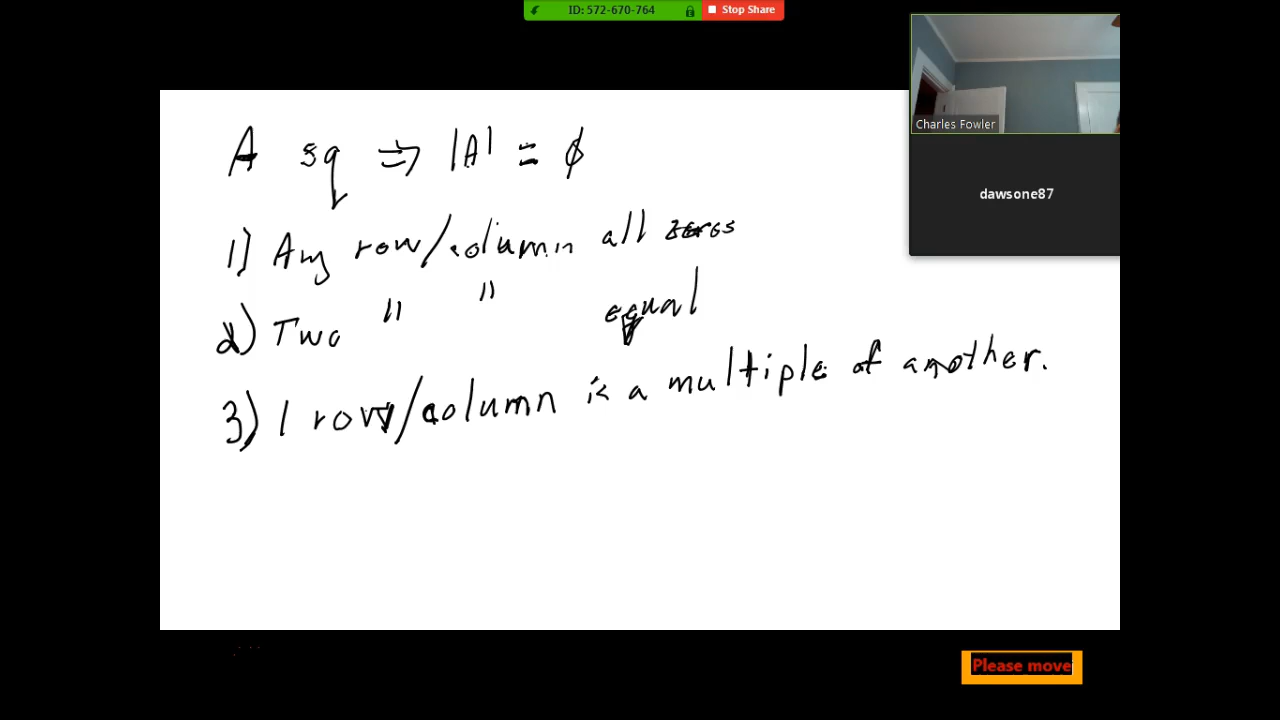 ID: 572-670-764 Stop Share
Charles Fowler
dawsone87
A sq ⇒ |A| = ϕ
1) Any row/column all zeros
2) Two " " equal
3) 1 row/column is a multiple of another.
Please move